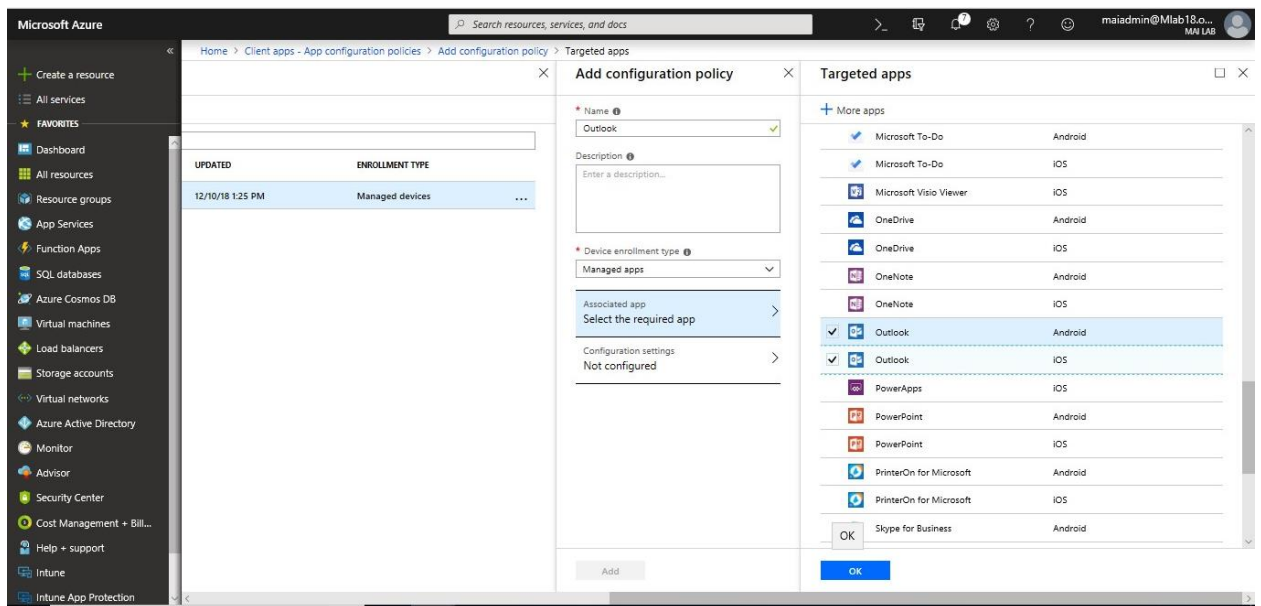 Microsoft Azure
Search resources, services, and docs
7
maiadmin@Mlab18.o...
MAI LAB
Home > Client apps - App configuration policies > Add configuration policy > Targeted apps
Create a resource
All services
FAVORITES
Dashboard
All resources
Resource groups
App Services
Function Apps
SQL databases
Azure Cosmos DB
Virtual machines
Load balancers
Storage accounts
Virtual networks
Azure Active Directory
Monitor
Advisor
Security Center
Cost Management + Bill...
Help + support
Intune
Intune App Protection
UPDATED ENROLLMENT TYPE
12/10/18 1:25 PM Managed devices ...
Add configuration policy
* Name
Outlook
Description
Enter a description...
* Device enrollment type
Managed apps
Associated app
Select the required app
Configuration settings
Not configured
Add
Targeted apps
+ More apps
Microsoft To-Do Android
Microsoft To-Do iOS
Microsoft Visio Viewer iOS
OneDrive Android
OneDrive iOS
OneNote Android
OneNote iOS
Outlook Android
Outlook iOS
PowerApps iOS
PowerPoint Android
PowerPoint iOS
PrinterOn for Microsoft Android
PrinterOn for Microsoft iOS
Skype for Business Android
OK
OK